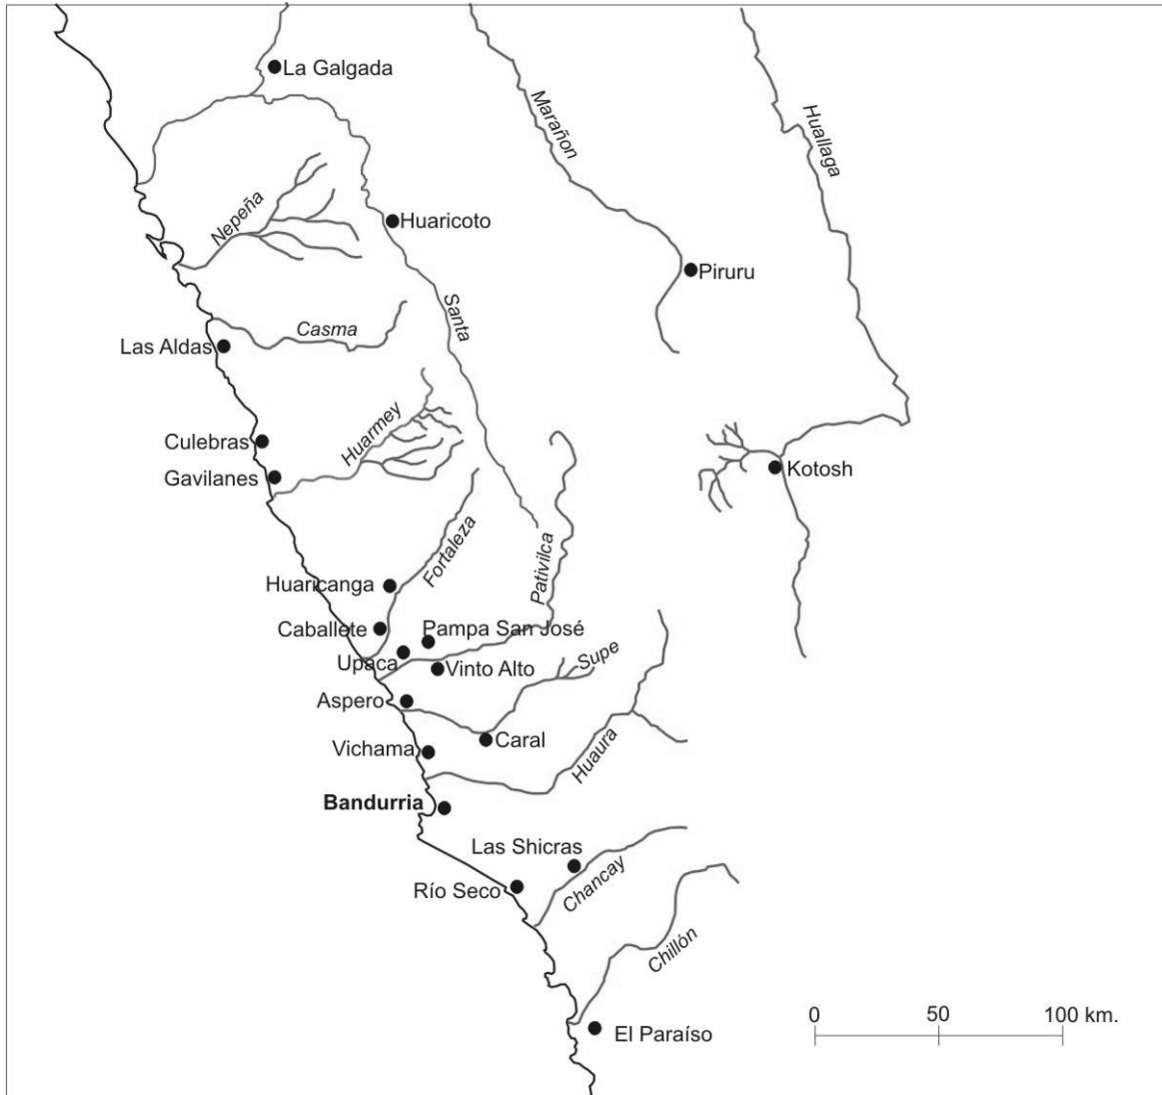 La Galgada
Marañon
Huallaga
Nepeña
Huaricoto
Piruru
Santa
Casma
Las Aldas
Huarmey
Culebras
Gavilanes
Kotosh
Fortaleza
Pativilca
Huaricanga
Caballete
Pampa San José
Upaca
Vinto Alto
Supe
Aspero
Caral
Vichama
Huaura
Bandurria
Las Shicras
Chancay
Río Seco
Chillón
0 50 100 km.
El Paraíso